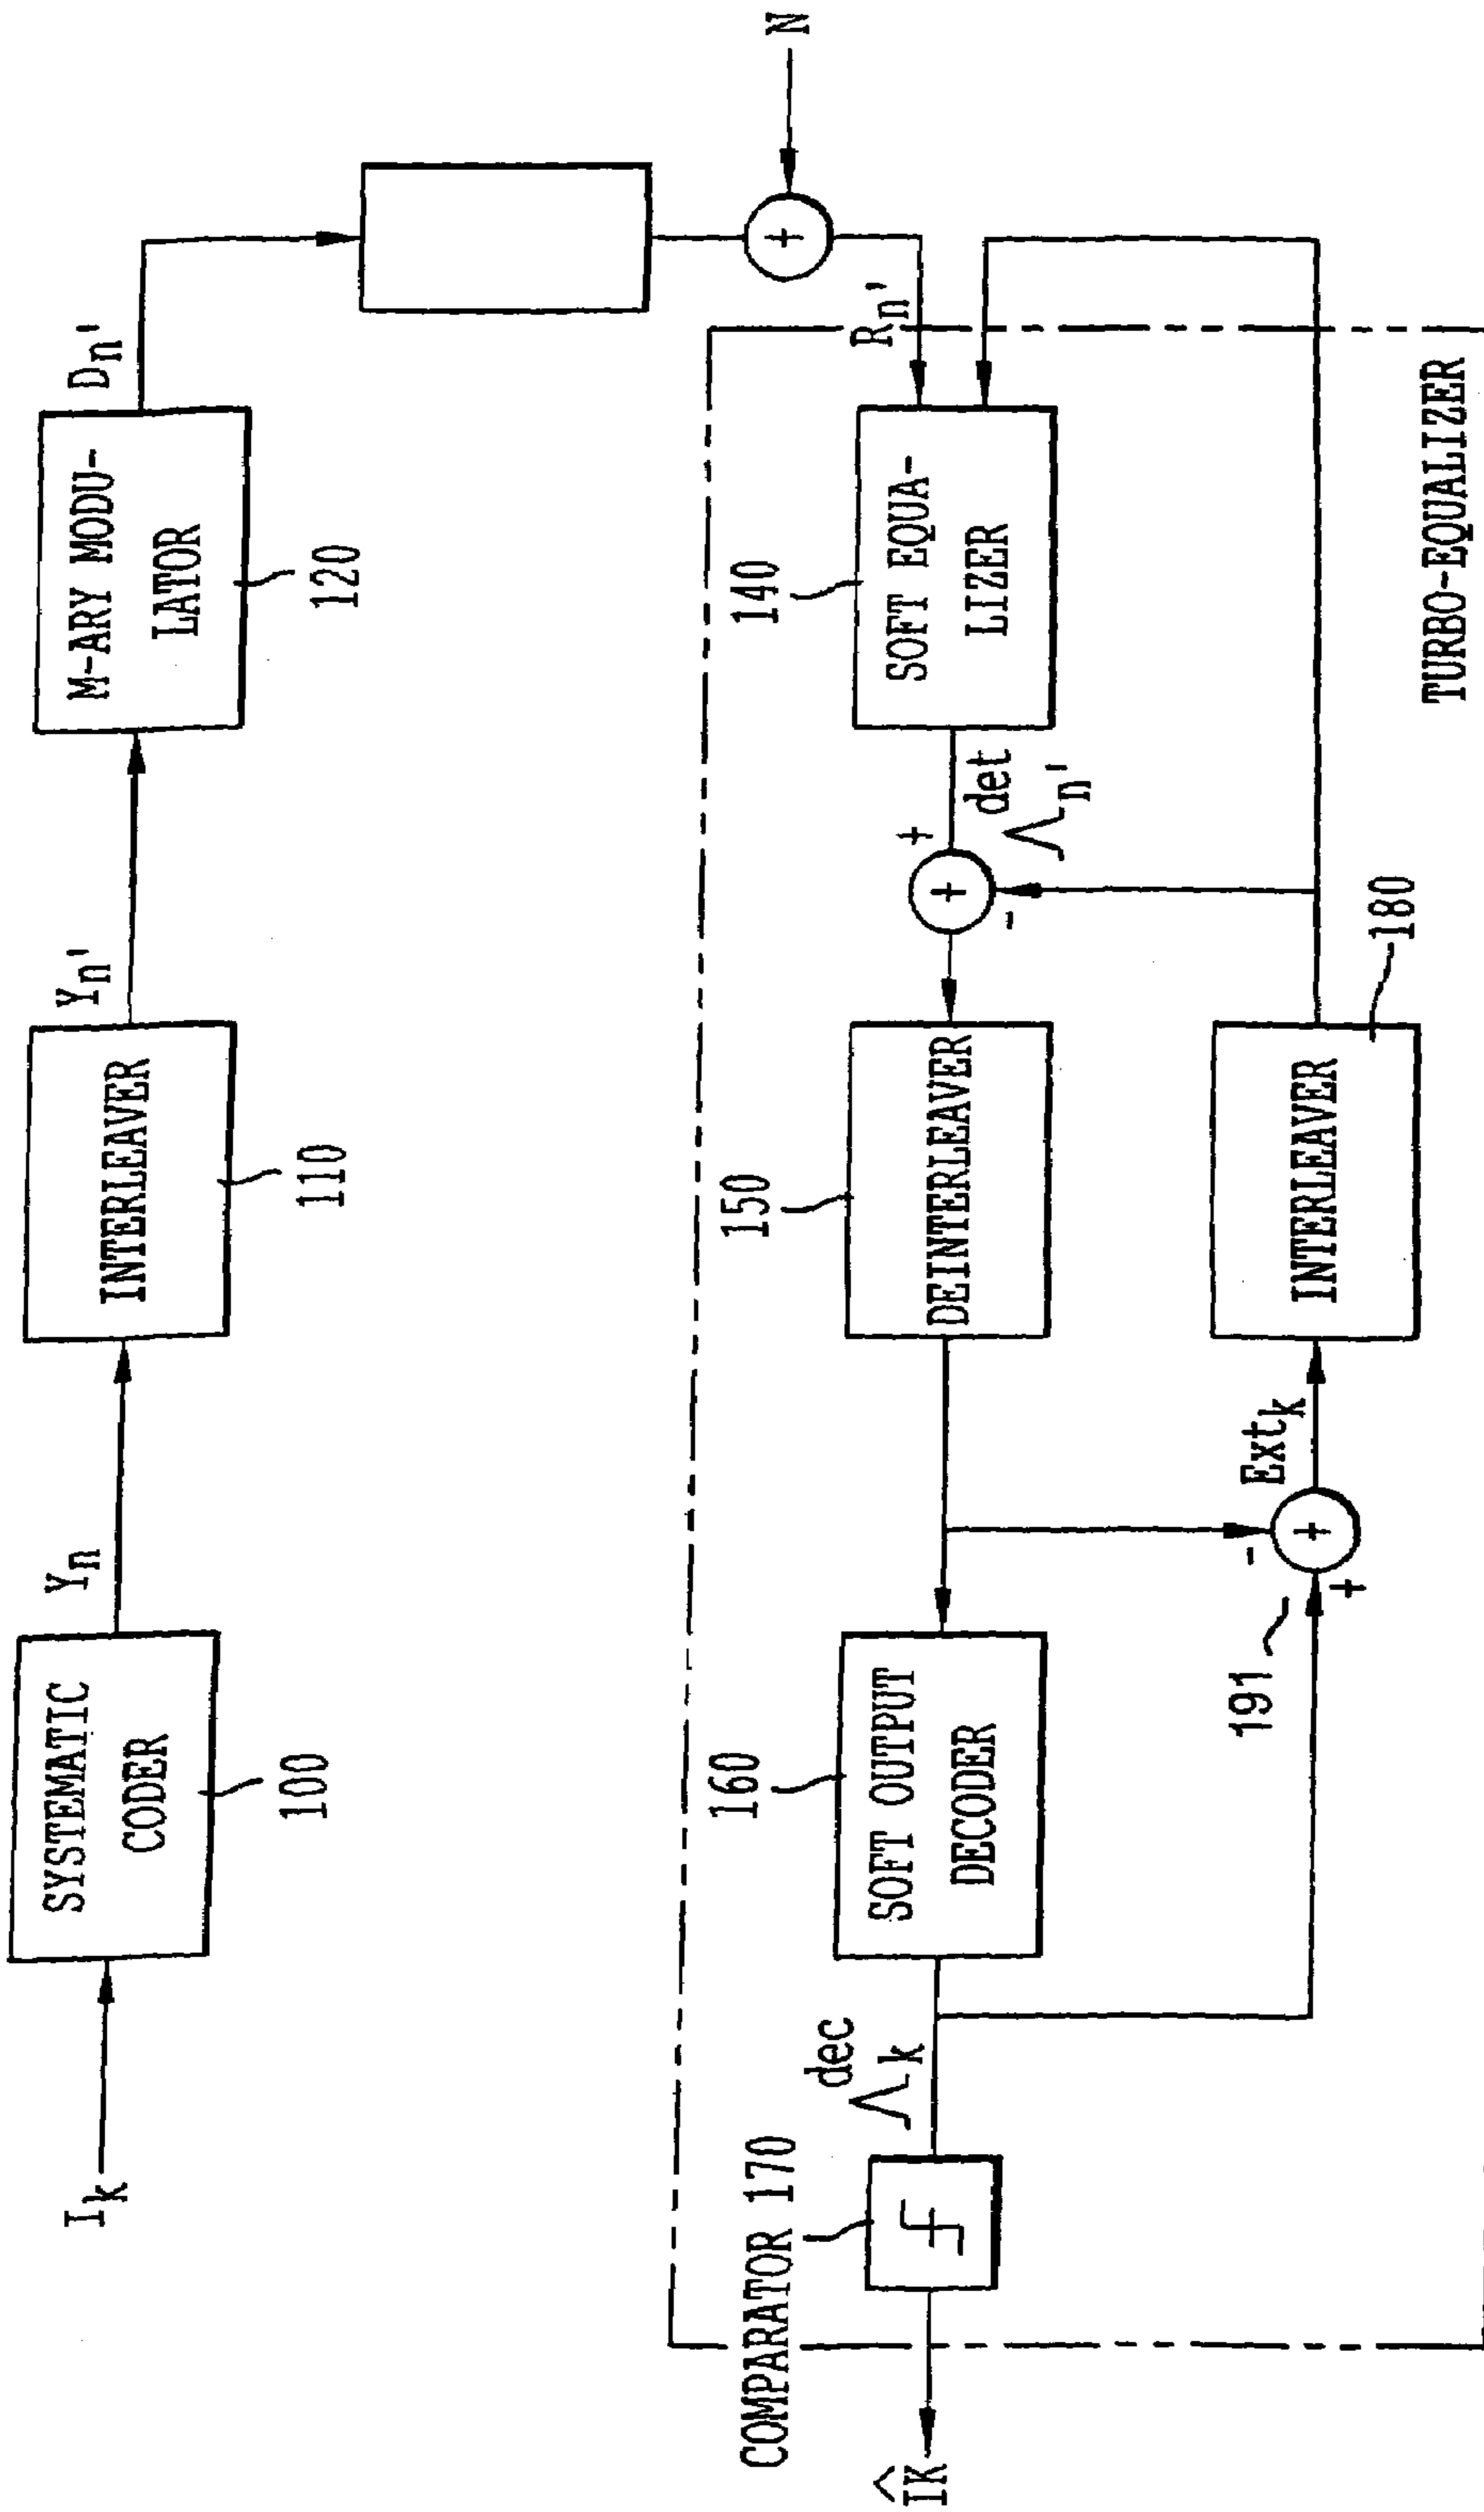 I_k
SYSTEMATIC
CODER
100
Y_n
INTERLEAVER
110
Y_n'
M-ARY MODU-
LATOR
120
D_n'
N
+
R_n'
SOFT EQUA-
LIZER
140
Λ_n'^det
+
+
-
DEINTERLEAVER
150
SOFT OUTPUT
DECODER
160
Λ_k^dec
COMPARATOR 170
ÎK
191
-
+
+
Ext_k
INTERLEAVER
180
TURBO-EQUALIZER